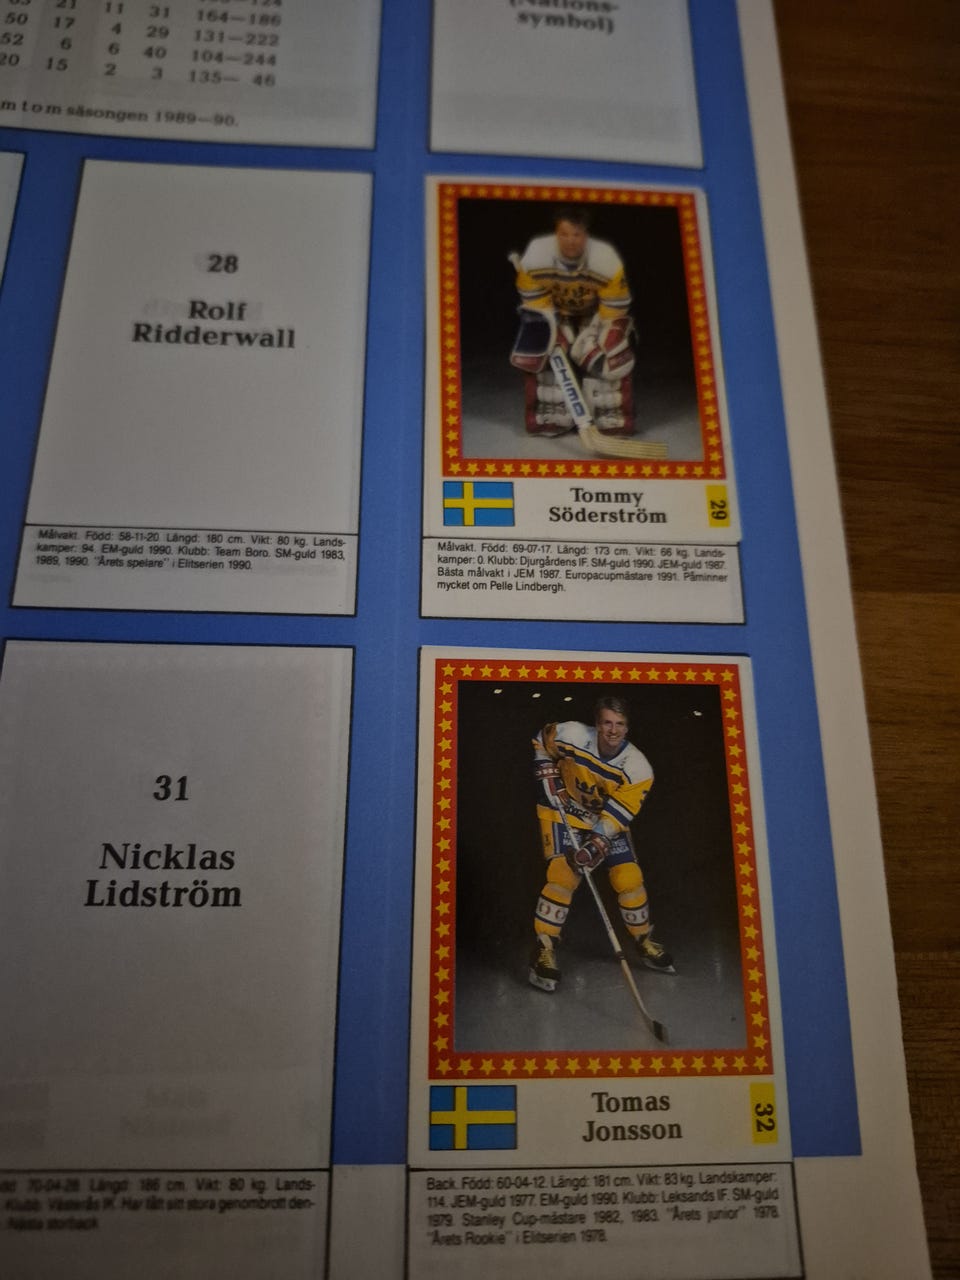 21 11 31 164—186
50 17 4 29 131—222
52 6 6 40 104—244
20 15 2 3 135— 46
m t o m säsongen 1989—90.
(Nations-
symbol)
28
Rolf
Ridderwall
Målvakt. Född: 58-11-20. Längd: 180 cm. Vikt: 80 kg. Lands-
kamper: 94. EM-guld 1990. Klubb: Team Boro. SM-guld 1983,
1989, 1990. "Årets spelare" i Elitserien 1990.
CHIMO
Tommy
Söderström
29
Målvakt. Född: 69-07-17. Längd: 173 cm. Vikt: 66 kg. Lands-
kamper: 0. Klubb: Djurgårdens IF. SM-guld 1990. JEM-guld 1987.
Bästa målvakt i JEM 1987. Europacupmästare 1991. Påminner
mycket om Pelle Lindbergh.
31
Nicklas
Lidström
70-04-28 Längd: 186 cm. Vikt: 80 kg. Lands-
Klubb: Västerås IK. Har fått sitt stora genombrott den-
Nästa storback
Tomas
Jonsson
32
Back. Född: 60-04-12. Längd: 181 cm. Vikt: 83 kg. Landskamper:
114. JEM-guld 1977. EM-guld 1990. Klubb: Leksands IF. SM-guld
1979. Stanley Cup-mästare 1982, 1983. "Årets junior" 1978.
"Årets Rookie" i Elitserien 1978.